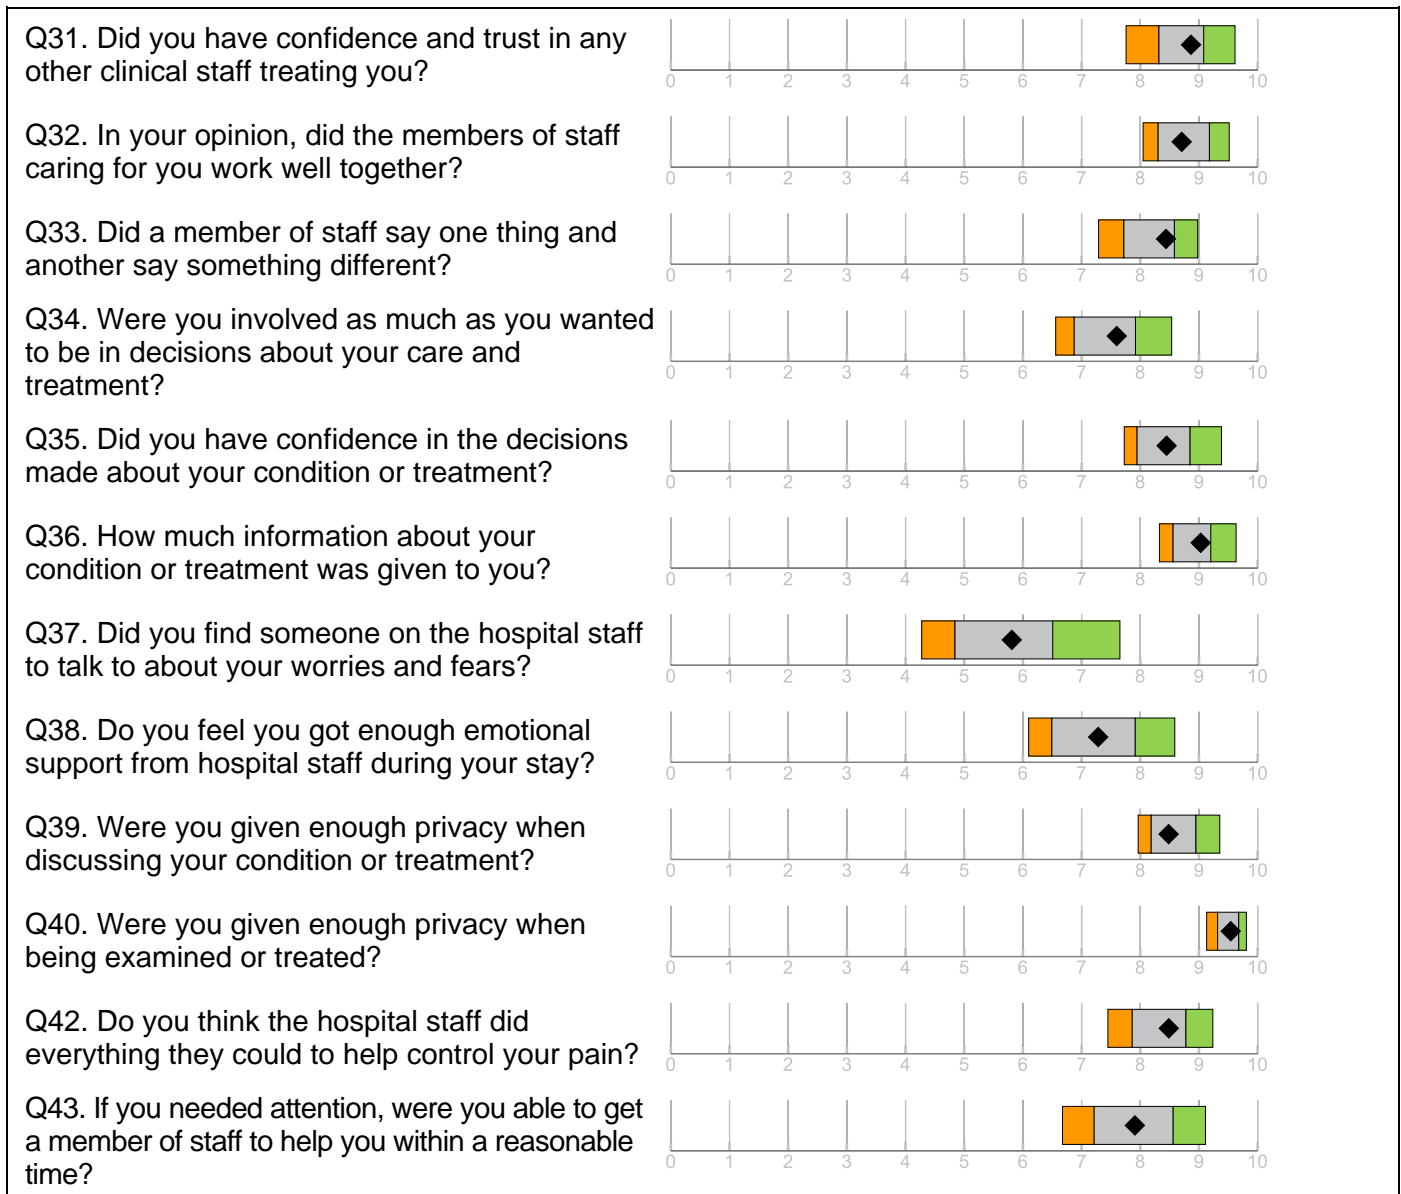 Q31. Did you have confidence and trust in any
other clinical staff treating you?
0 1 2 3 4 5 6 7 8 9 10
Q32. In your opinion, did the members of staff
caring for you work well together?
0 1 2 3 4 5 6 7 8 9 10
Q33. Did a member of staff say one thing and
another say something different?
0 1 2 3 4 5 6 7 8 9 10
Q34. Were you involved as much as you wanted
to be in decisions about your care and
treatment?
0 1 2 3 4 5 6 7 8 9 10
Q35. Did you have confidence in the decisions
made about your condition or treatment?
0 1 2 3 4 5 6 7 8 9 10
Q36. How much information about your
condition or treatment was given to you?
0 1 2 3 4 5 6 7 8 9 10
Q37. Did you find someone on the hospital staff
to talk to about your worries and fears?
0 1 2 3 4 5 6 7 8 9 10
Q38. Do you feel you got enough emotional
support from hospital staff during your stay?
0 1 2 3 4 5 6 7 8 9 10
Q39. Were you given enough privacy when
discussing your condition or treatment?
0 1 2 3 4 5 6 7 8 9 10
Q40. Were you given enough privacy when
being examined or treated?
0 1 2 3 4 5 6 7 8 9 10
Q42. Do you think the hospital staff did
everything they could to help control your pain?
0 1 2 3 4 5 6 7 8 9 10
Q43. If you needed attention, were you able to get
a member of staff to help you within a reasonable
time?
0 1 2 3 4 5 6 7 8 9 10